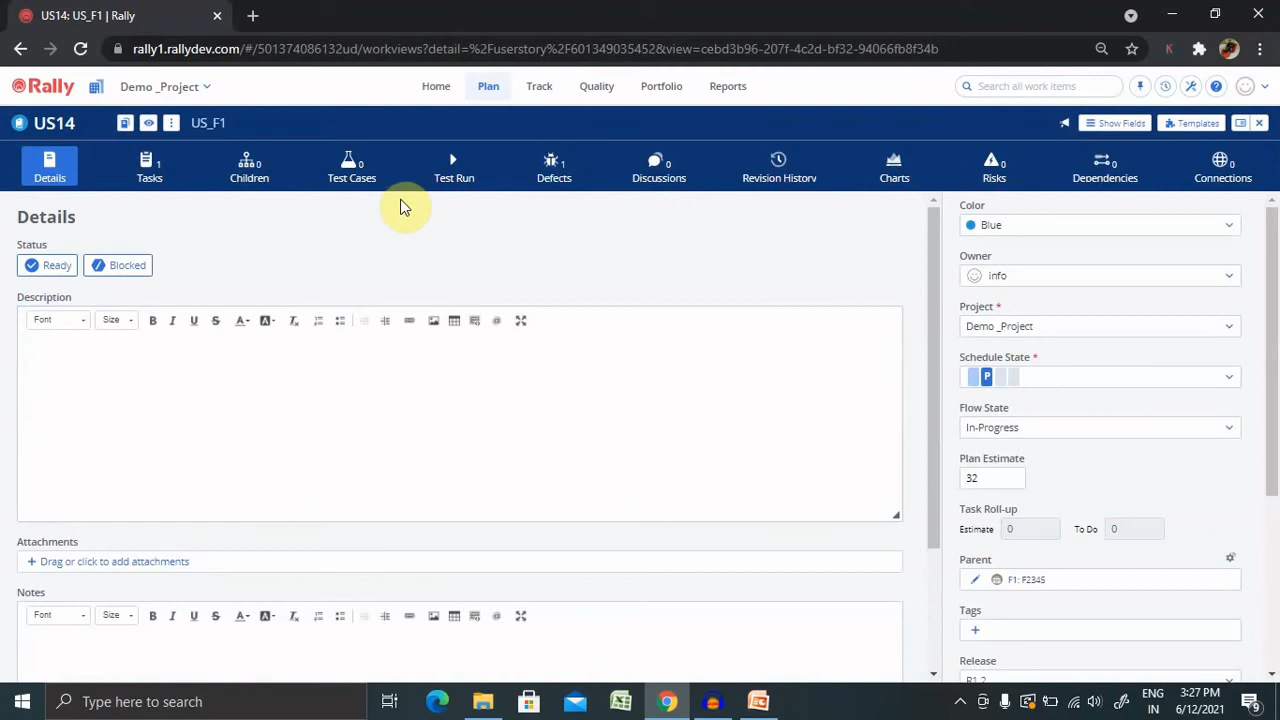 US14: US_F1 | Rally
rally1.rallydev.com/#/501374086132ud/workviews?detail=%2Fuserstory%2F601349035452&view=cebd3b96-207f-4c2d-bf32-94066fb8f34b
Rally Demo _Project Home Plan Track Quality Portfolio Reports Search all work items
US14 US_F1 Show Fields Templates
1 0 0 1 0 0 0 0
Details Tasks Children Test Cases Test Run Defects Discussions Revision History Charts Risks Dependencies Connections
Details
Status
Ready Blocked
Description
Font Size B I U S A A
Attachments
+ Drag or click to add attachments
Notes
Font Size B I U S A A
Color
Blue
Owner
info
Project *
Demo _Project
Schedule State *
P
Flow State
In-Progress
Plan Estimate
32
Task Roll-up
Estimate 0 To Do 0
Parent
F1: F2345
Tags
+
Release
R1.2
Type here to search
ENG
IN
3:27 PM
6/12/2021
9